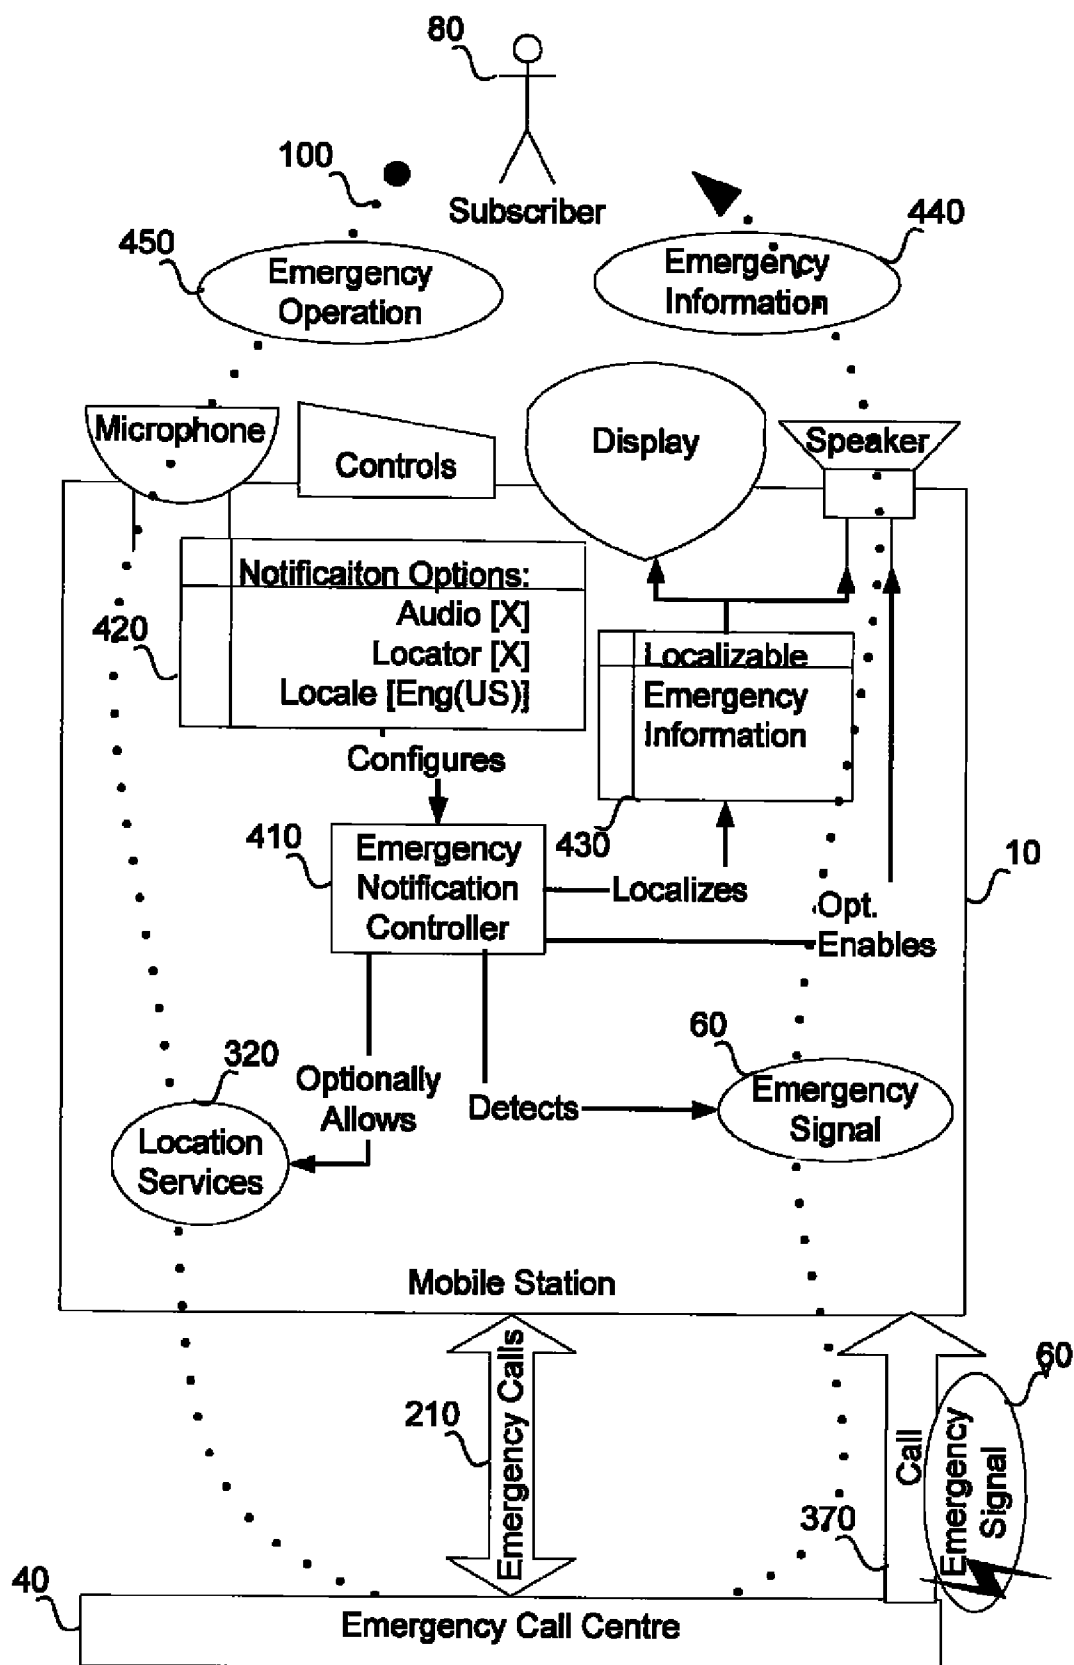 80
100
Subscriber
450
440
Emergency
Operation
Emergency
Information
Microphone
Controls
Display
Speaker
Notificaiton Options:
Audio [X]
Locator [X]
Locale [Eng(US)]
420
Localizable
Emergency
Information
Configures
430
410
Emergency
Notification
Controller
Localizes
10
Opt.
Enables
60
320
Optionally
Allows
Detects
Emergency
Signal
Location
Services
Mobile Station
Emergency Calls
210
Call
60
Emergency
Signal
370
40
Emergency Call Centre